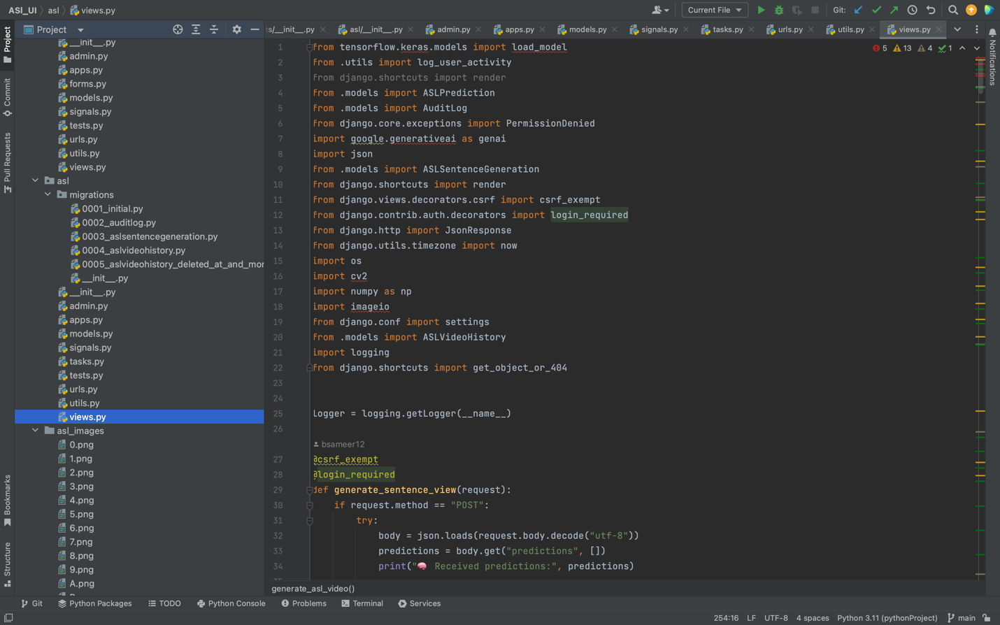 ASl_UI asl views.py
Current File
Git:
Project
__init__.py
admin.py
apps.py
forms.py
models.py
signals.py
tests.py
urls.py
utils.py
views.py
asl
migrations
0001_initial.py
0002_auditlog.py
0003_aslsentencegeneration.py
0004_aslvideohistory.py
0005_aslvideohistory_deleted_at_and_mor
__init__.py
__init__.py
admin.py
apps.py
models.py
signals.py
tasks.py
tests.py
urls.py
utils.py
views.py
asl_images
0.png
1.png
2.png
3.png
4.png
5.png
6.png
7.png
8.png
9.png
A.png
Project
Commit
Pull Requests
Bookmarks
Structure
ts/__init__.py asl/__init__.py admin.py apps.py models.py signals.py tasks.py urls.py utils.py views.py
5 13 4 1
Notifications
1 from tensorflow.keras.models import load_model
2 from .utils import log_user_activity
3 from django.shortcuts import render
4 from .models import ASLPrediction
5 from .models import AuditLog
6 from django.core.exceptions import PermissionDenied
7 import google.generativeai as genai
8 import json
9 from .models import ASLSentenceGeneration
10 from django.shortcuts import render
11 from django.views.decorators.csrf import csrf_exempt
12 from django.contrib.auth.decorators import login_required
13 from django.http import JsonResponse
14 from django.utils.timezone import now
15 import os
16 import cv2
17 import numpy as np
18 import imageio
19 from django.conf import settings
20 from .models import ASLVideoHistory
21 import logging
22 from django.shortcuts import get_object_or_404
23
24
25 logger = logging.getLogger(__name__)
26
bsameer12
27 @csrf_exempt
28 @login_required
29 def generate_sentence_view(request):
30 if request.method == "POST":
31 try:
32 body = json.loads(request.body.decode("utf-8"))
33 predictions = body.get("predictions", [])
34 print("🧠 Received predictions:", predictions)
generate_asl_video()
Git Python Packages TODO Python Console Problems Terminal Services
254:16 LF UTF-8 4 spaces Python 3.11 (pythonProject) main